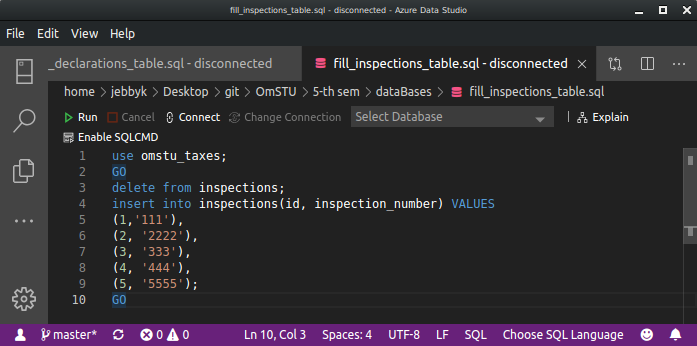 fill_inspections_table.sql - disconnected - Azure Data Studio
File Edit View Help
_declarations_table.sql - disconnected fill_inspections_table.sql - disconnected
home > jebbyk > Desktop > git > OmSTU > 5-th sem > dataBases > fill_inspections_table.sql
Run Cancel Connect Change Connection Select Database Explain
Enable SQLCMD
1 use omstu_taxes;
2 GO
3 delete from inspections;
4 insert into inspections(id, inspection_number) VALUES
5 (1,'111'),
6 (2, '2222'),
7 (3, '333'),
8 (4, '444'),
9 (5, '5555');
10 GO
master* 0 0 Ln 10, Col 3 Spaces: 4 UTF-8 LF SQL Choose SQL Language